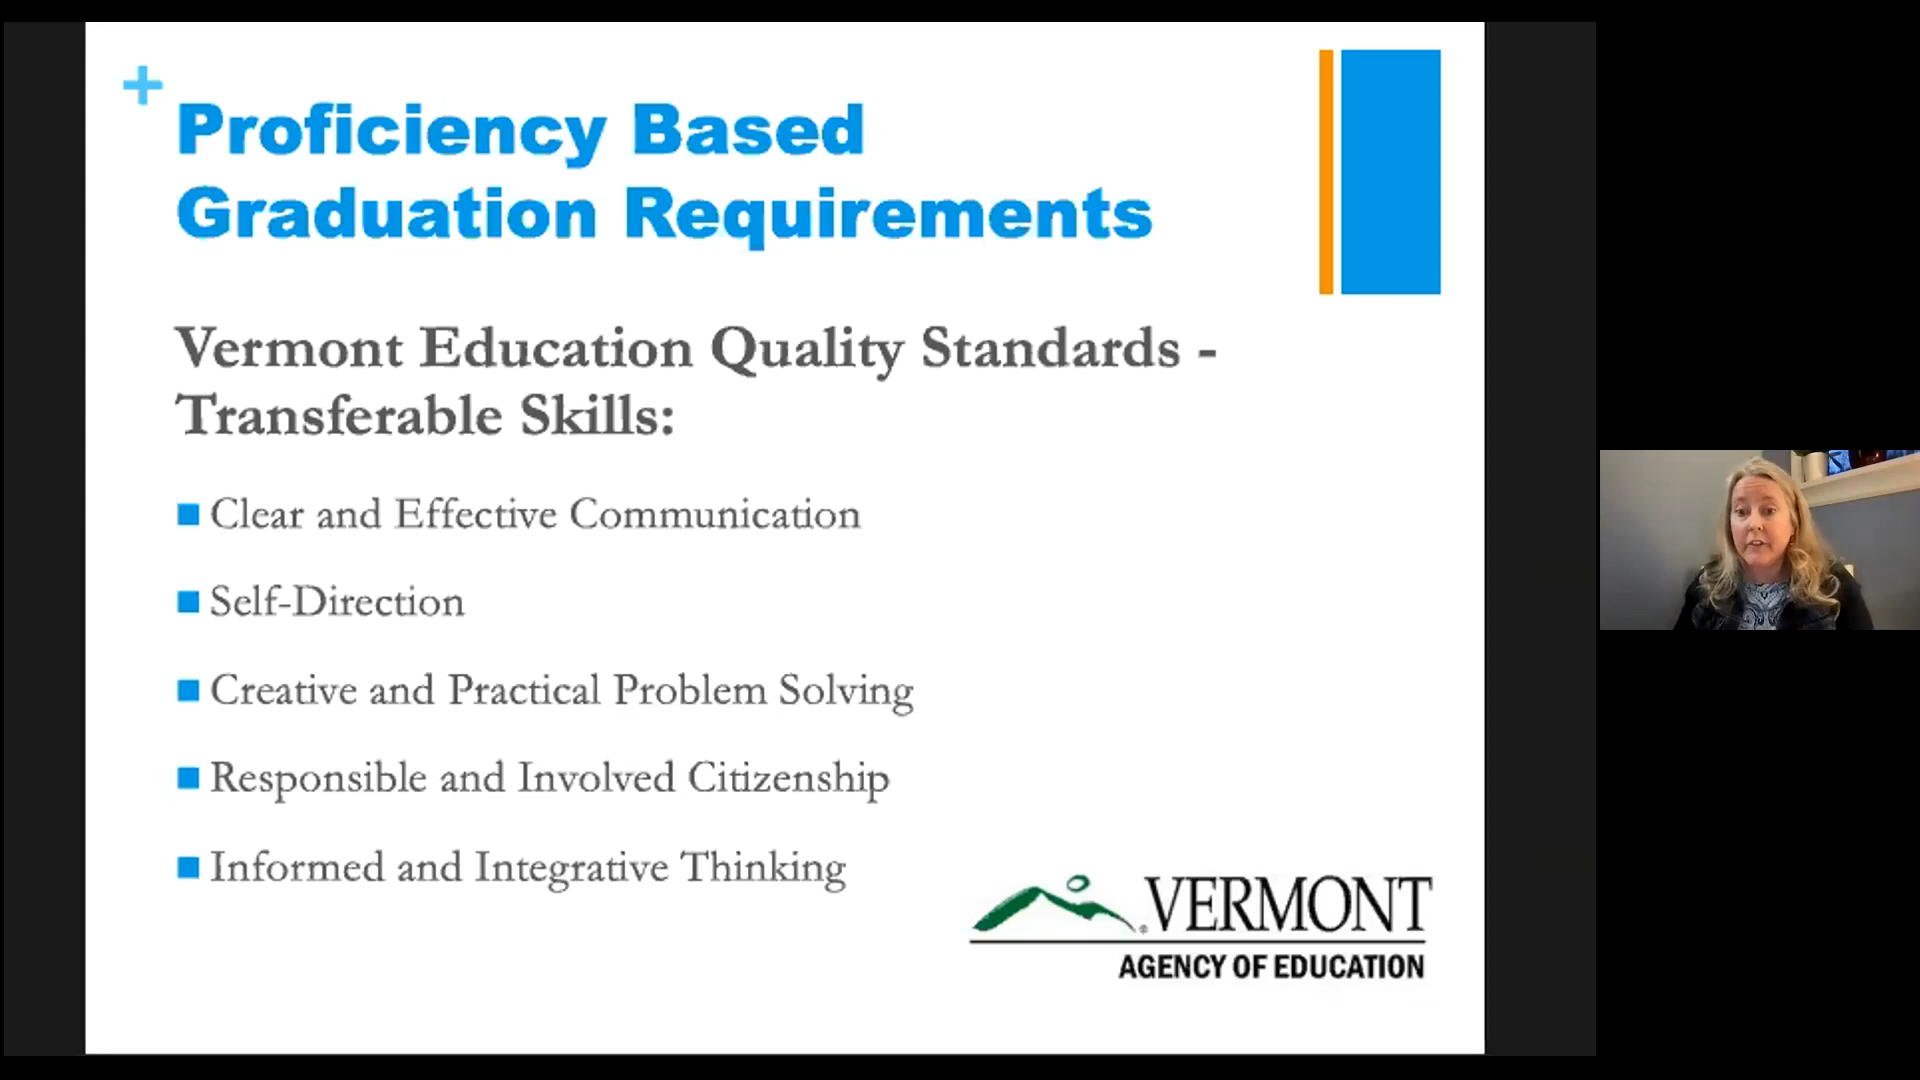 +
Proficiency Based
Graduation Requirements
Vermont Education Quality Standards -
Transferable Skills:
Clear and Effective Communication
Self-Direction
Creative and Practical Problem Solving
Responsible and Involved Citizenship
Informed and Integrative Thinking
® VERMONT
AGENCY OF EDUCATION